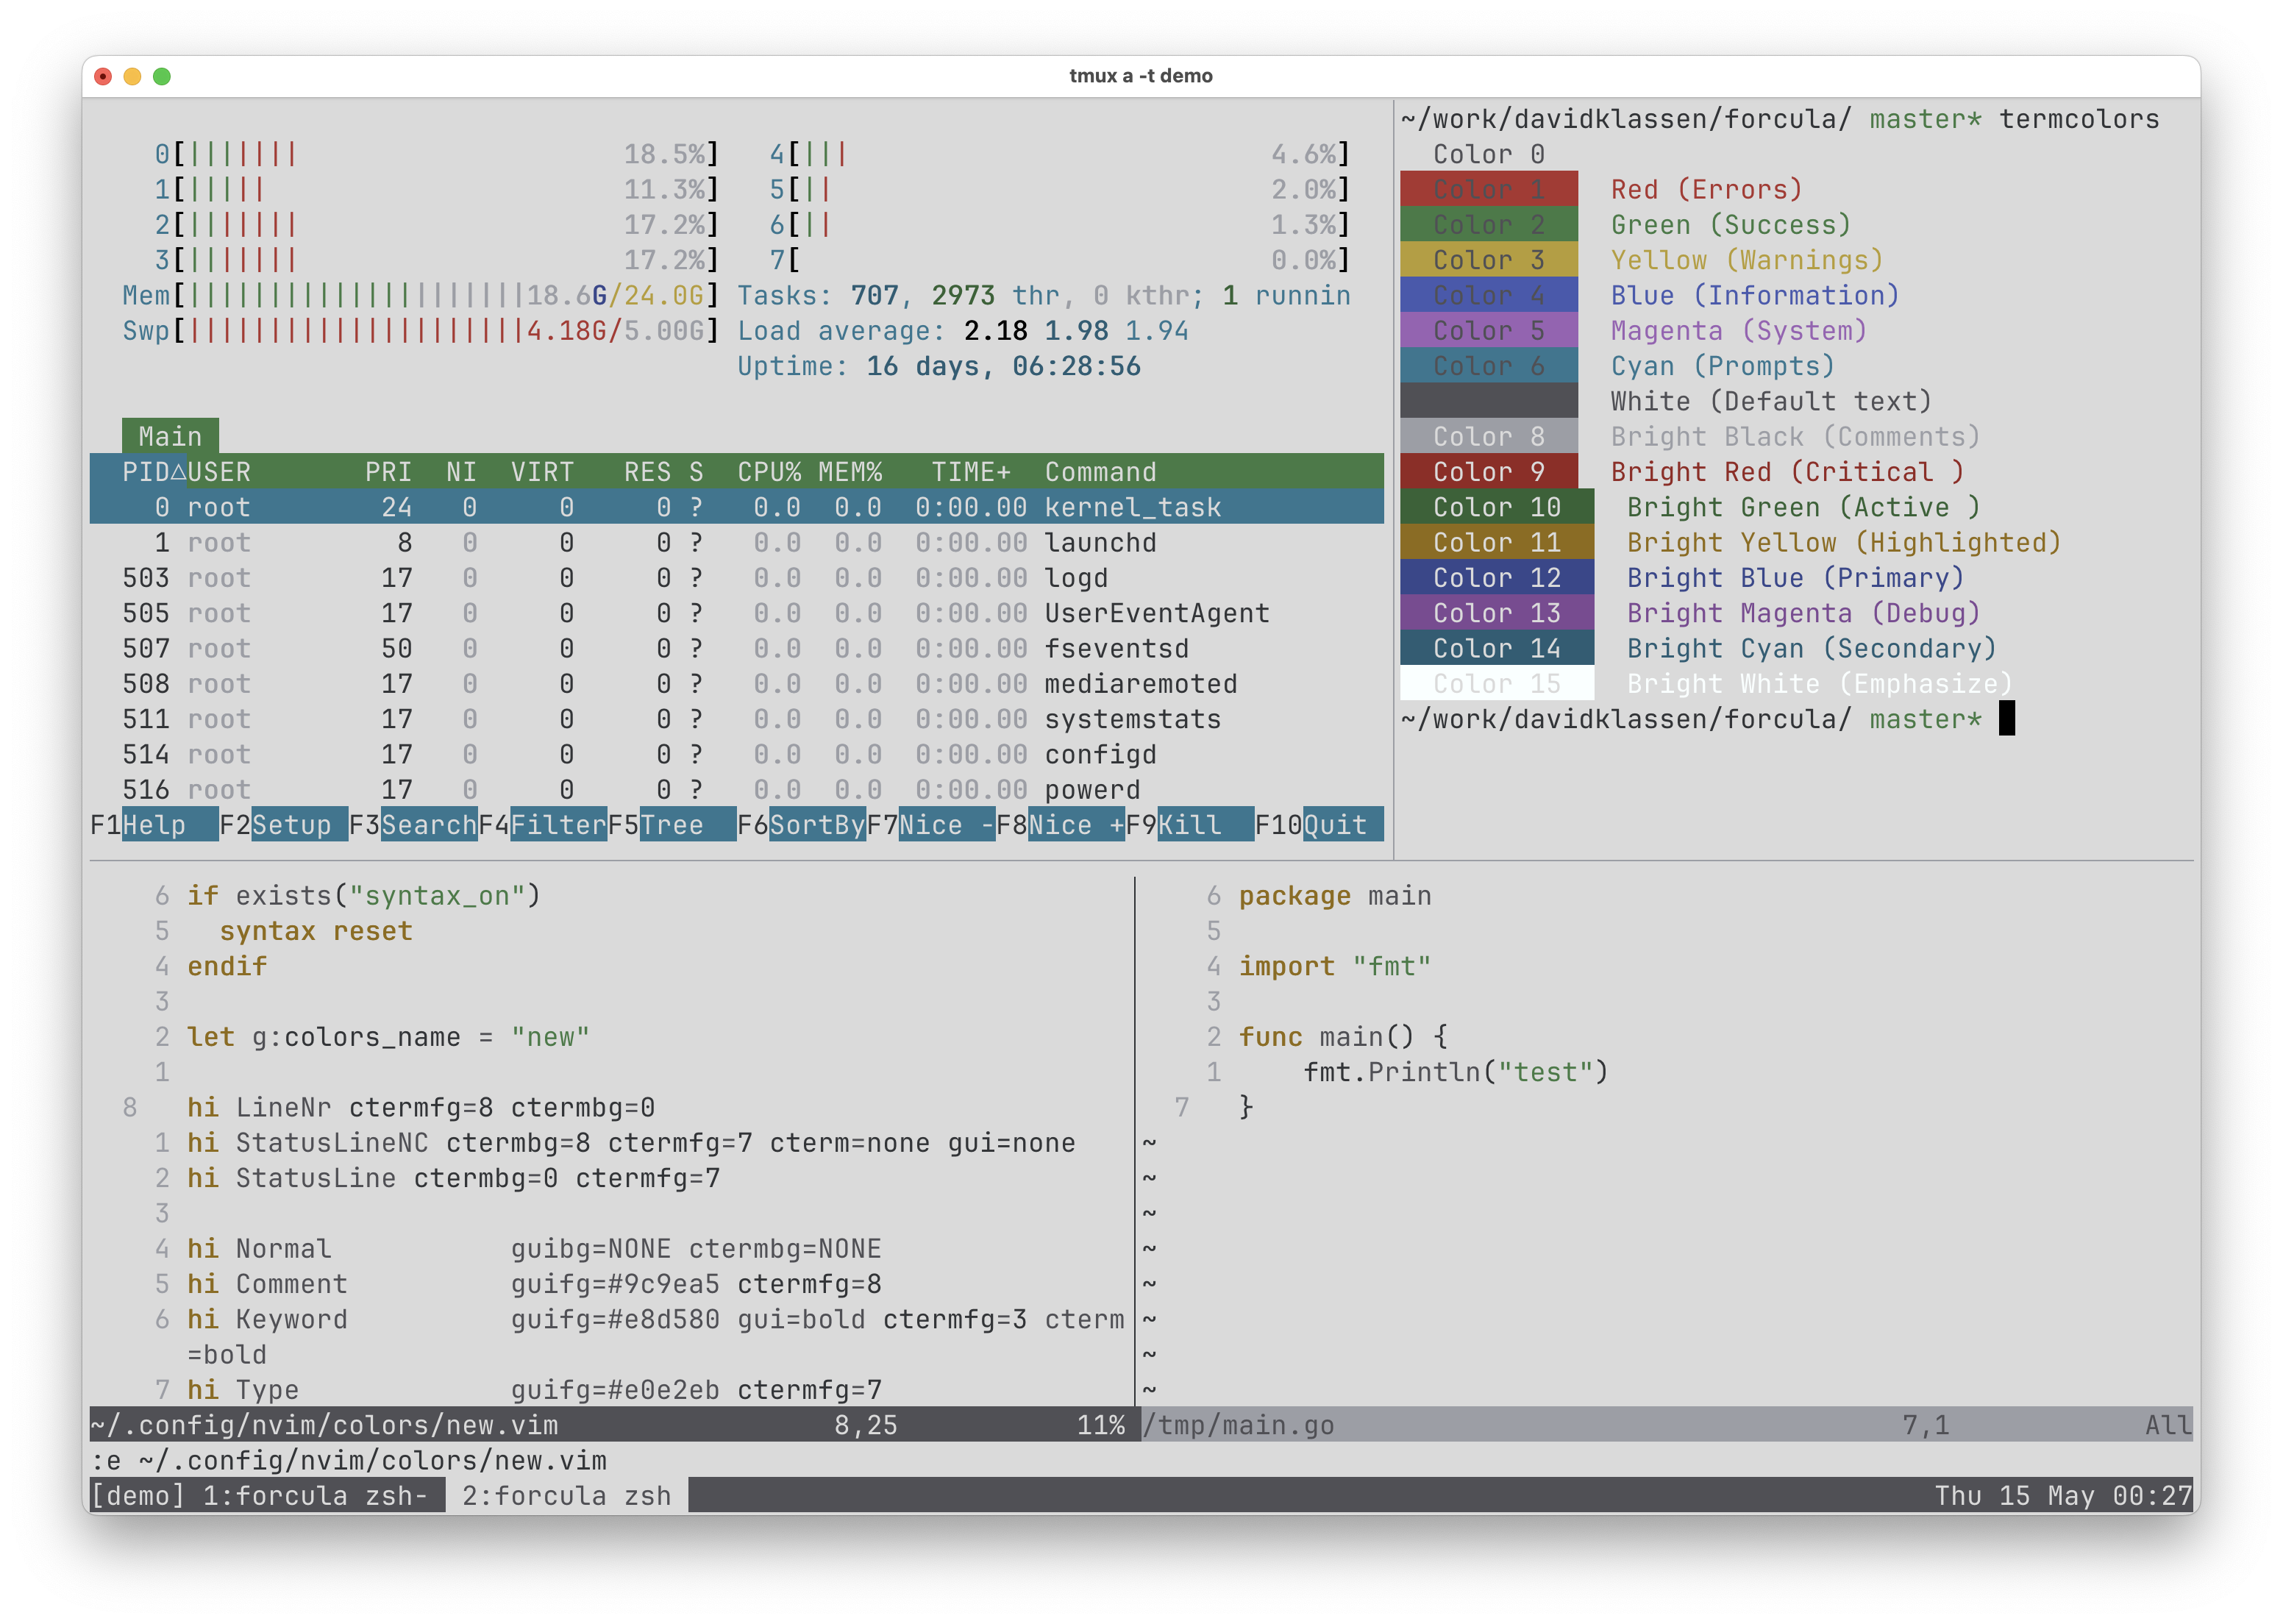 tmux a -t demo
0[||||||| 18.5%] 4[||| 4.6%]
1[||||| 11.3%] 5[|| 2.0%]
2[||||||| 17.2%] 6[|| 1.3%]
3[||||||| 17.2%] 7[ 0.0%]
Mem[|||||||||||||||||||||18.6G/24.0G] Tasks: 707, 2973 thr, 0 kthr; 1 runnin
Swp[|||||||||||||||||||||4.18G/5.00G] Load average: 2.18 1.98 1.94
Uptime: 16 days, 06:28:56
Main
PID△USER PRI NI VIRT RES S CPU% MEM% TIME+ Command
0 root 24 0 0 0 ? 0.0 0.0 0:00.00 kernel_task
1 root 8 0 0 0 ? 0.0 0.0 0:00.00 launchd
503 root 17 0 0 0 ? 0.0 0.0 0:00.00 logd
505 root 17 0 0 0 ? 0.0 0.0 0:00.00 UserEventAgent
507 root 50 0 0 0 ? 0.0 0.0 0:00.00 fseventsd
508 root 17 0 0 0 ? 0.0 0.0 0:00.00 mediaremoted
511 root 17 0 0 0 ? 0.0 0.0 0:00.00 systemstats
514 root 17 0 0 0 ? 0.0 0.0 0:00.00 configd
516 root 17 0 0 0 ? 0.0 0.0 0:00.00 powerd
F1Help F2Setup F3SearchF4FilterF5Tree F6SortByF7Nice -F8Nice +F9Kill F10Quit
~/work/davidklassen/forcula/ master* termcolors
Color 0
Color 1 Red (Errors)
Color 2 Green (Success)
Color 3 Yellow (Warnings)
Color 4 Blue (Information)
Color 5 Magenta (System)
Color 6 Cyan (Prompts)
White (Default text)
Color 8 Bright Black (Comments)
Color 9 Bright Red (Critical )
Color 10 Bright Green (Active )
Color 11 Bright Yellow (Highlighted)
Color 12 Bright Blue (Primary)
Color 13 Bright Magenta (Debug)
Color 14 Bright Cyan (Secondary)
Color 15 Bright White (Emphasize)
~/work/davidklassen/forcula/ master*
6 if exists("syntax_on")
5 syntax reset
4 endif
3
2 let g:colors_name = "new"
1
8 hi LineNr ctermfg=8 ctermbg=0
1 hi StatusLineNC ctermbg=8 ctermfg=7 cterm=none gui=none
2 hi StatusLine ctermbg=0 ctermfg=7
3
4 hi Normal guibg=NONE ctermbg=NONE
5 hi Comment guifg=#9c9ea5 ctermfg=8
6 hi Keyword guifg=#e8d580 gui=bold ctermfg=3 cterm
=bold
7 hi Type guifg=#e0e2eb ctermfg=7
~/.config/nvim/colors/new.vim 8,25 11%
6 package main
5
4 import "fmt"
3
2 func main() {
1 fmt.Println("test")
7 }
~
~
~
~
~
~
~
~
/tmp/main.go 7,1 All
:e ~/.config/nvim/colors/new.vim
[demo] 1:forcula zsh- 2:forcula zsh Thu 15 May 00:27